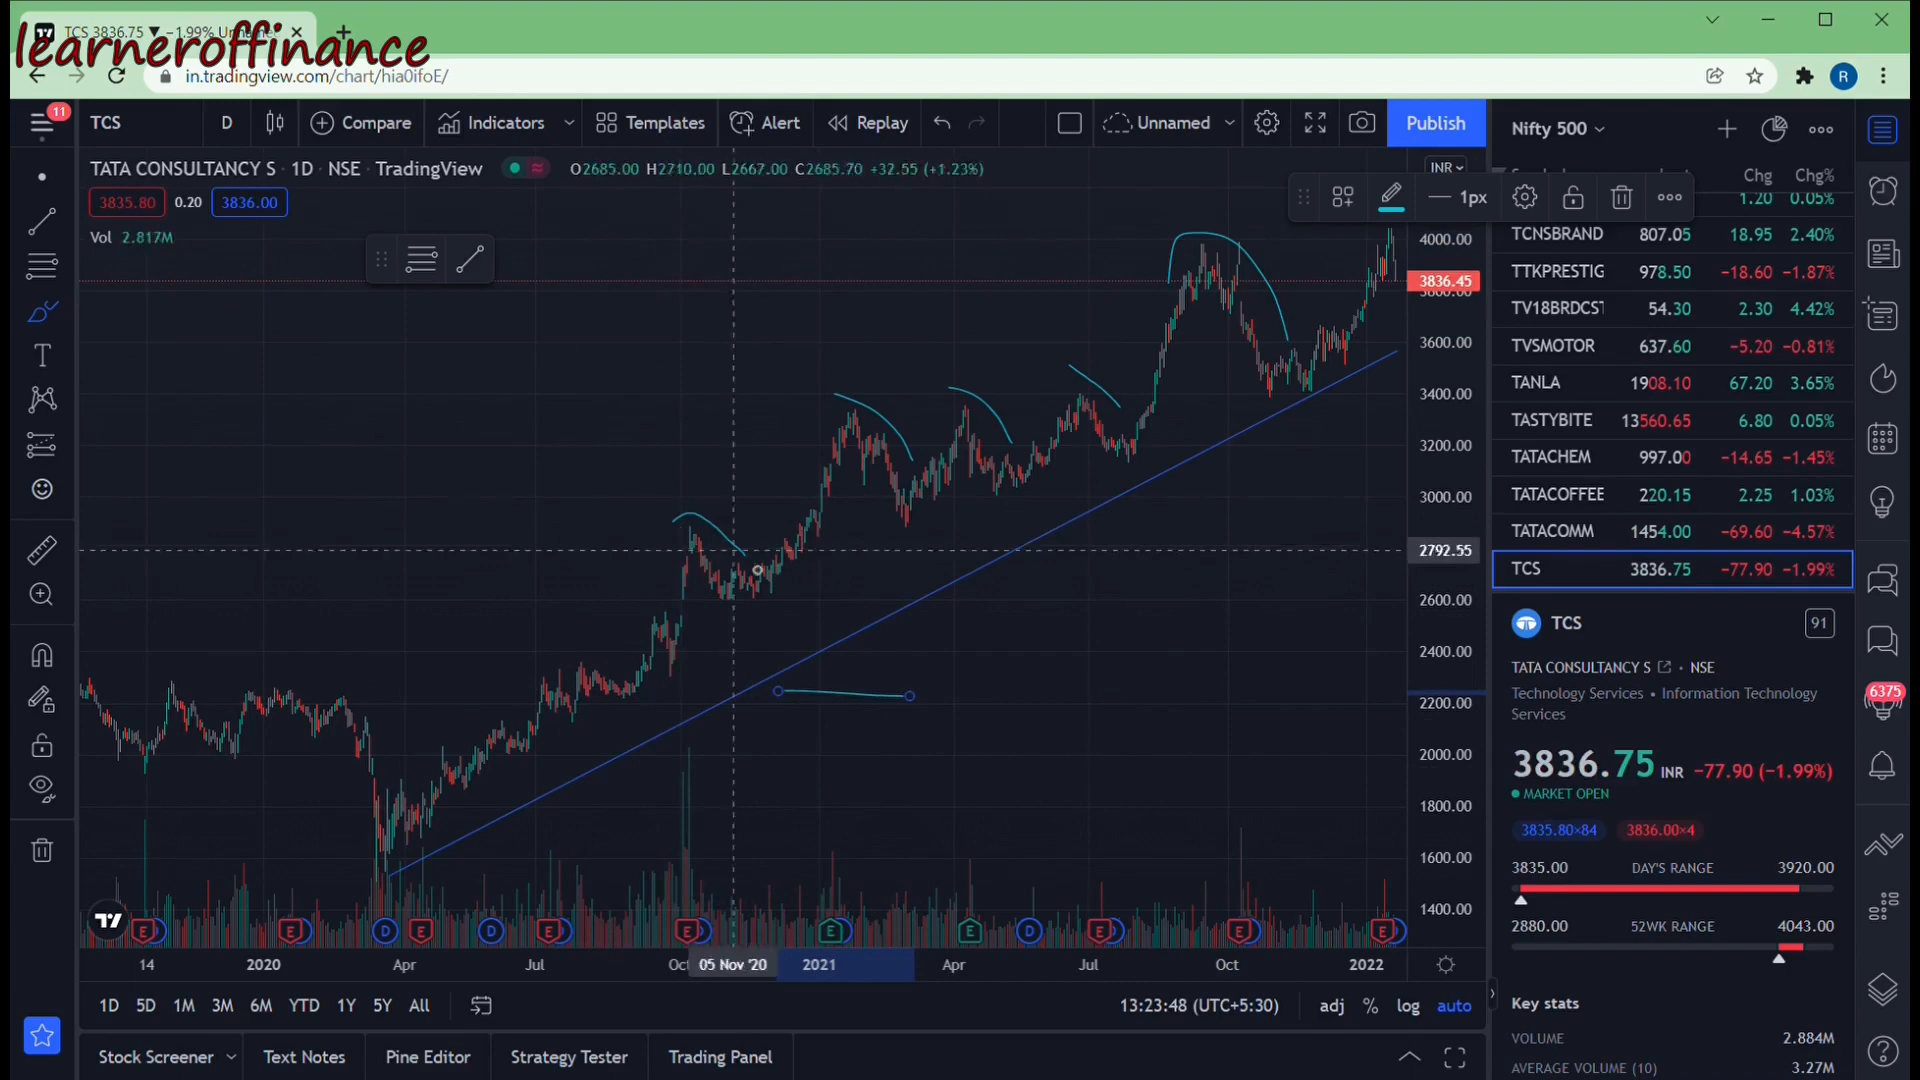 learneroffinance
TCS 3836.75 ▼ −1.99% Unname
in.tradingview.com/chart/hia0ifoE/
R
11
TCS
D
Compare
Indicators
Templates
Alert
Replay
Unnamed
Publish
Nifty 500
TATA CONSULTANCY S · 1D · NSE · TradingView
O2685.00 H2710.00 L2667.00 C2685.70 +32.55 (+1.23%)
INR
3835.80 0.20 3836.00
Vol 2.817M
1px
Chg Chg%
1.20 0.05%
TCNSBRAND 807.05 18.95 2.40%
TTKPRESTIG 978.50 −18.60 −1.87%
TV18BRDCST 54.30 2.30 4.42%
TVSMOTOR 637.60 −5.20 −0.81%
TANLA 1908.10 67.20 3.65%
TASTYBITE 13560.65 6.80 0.05%
TATACHEM 997.00 −14.65 −1.45%
TATACOFFEE 220.15 2.25 1.03%
TATACOMM 1454.00 −69.60 −4.57%
TCS 3836.75 −77.90 −1.99%
4000.00
3836.45
3800.00
3600.00
3400.00
3200.00
3000.00
2792.55
2600.00
2400.00
2200.00
2000.00
1800.00
1600.00
1400.00
TCS
91
TATA CONSULTANCY S · NSE
Technology Services • Information Technology
Services
3836.75 INR −77.90 (−1.99%)
MARKET OPEN
3835.80×84 3836.00×4
3835.00 DAY'S RANGE 3920.00
2880.00 52WK RANGE 4043.00
Key stats
VOLUME 2.884M
AVERAGE VOLUME (10) 3.27M
6375
E D E D E D E D E D E D E D E D E D E D
14 2020 Apr Jul Oct 05 Nov '20 2021 Apr Jul Oct 2022
1D 5D 1M 3M 6M YTD 1Y 5Y All
13:23:48 (UTC+5:30) adj % log auto
Stock Screener Text Notes Pine Editor Strategy Tester Trading Panel